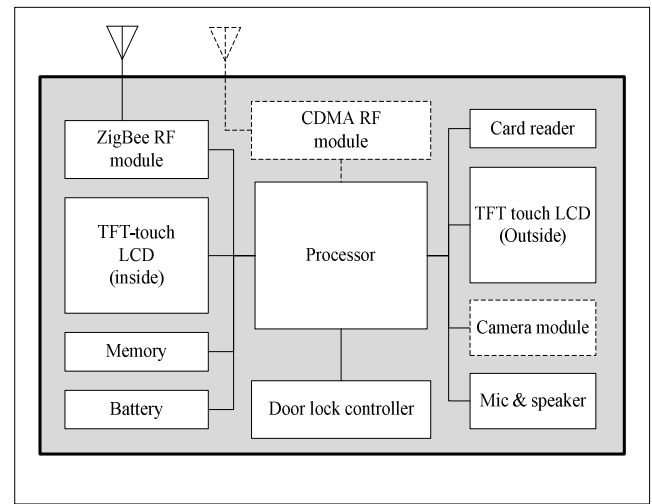 ZigBee RF
module
TFT-touch
LCD
(inside)
Memory
Battery
CDMA RF
module
Processor
Door lock controller
Card reader
TFT touch LCD
(Outside)
Camera module
Mic & speaker